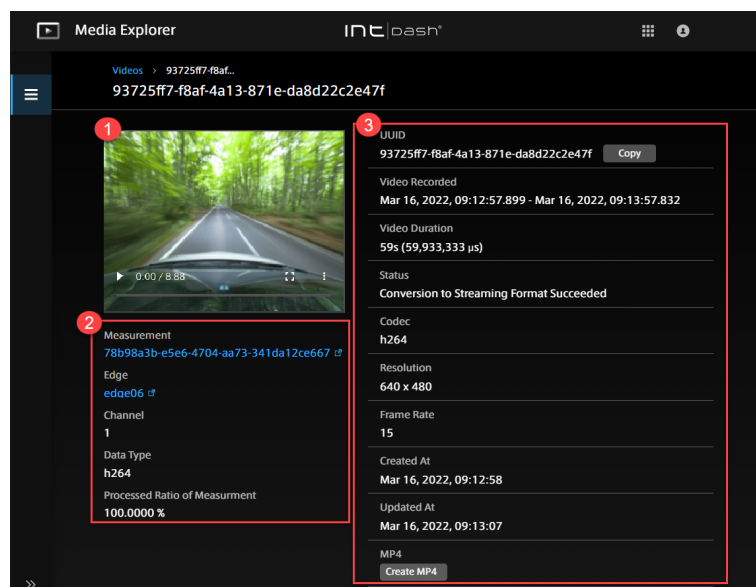 Media Explorer
intdash®
Videos > 93725ff7-f8af...
93725ff7-f8af-4a13-871e-da8d22c2e47f
1
3
UUID
93725ff7-f8af-4a13-871e-da8d22c2e47f Copy
Video Recorded
Mar 16, 2022, 09:12:57.899 - Mar 16, 2022, 09:13:57.832
Video Duration
59s (59,933,333 μs)
Status
Conversion to Streaming Format Succeeded
Codec
h264
Resolution
640 x 480
Frame Rate
15
Created At
Mar 16, 2022, 09:12:58
Updated At
Mar 16, 2022, 09:13:07
MP4
Create MP4
0:00 / 8:88
2
Measurement
78b98a3b-e5e6-4704-aa73-341da12ce667
Edge
edge06
Channel
1
Data Type
h264
Processed Ratio of Measurment
100.0000 %